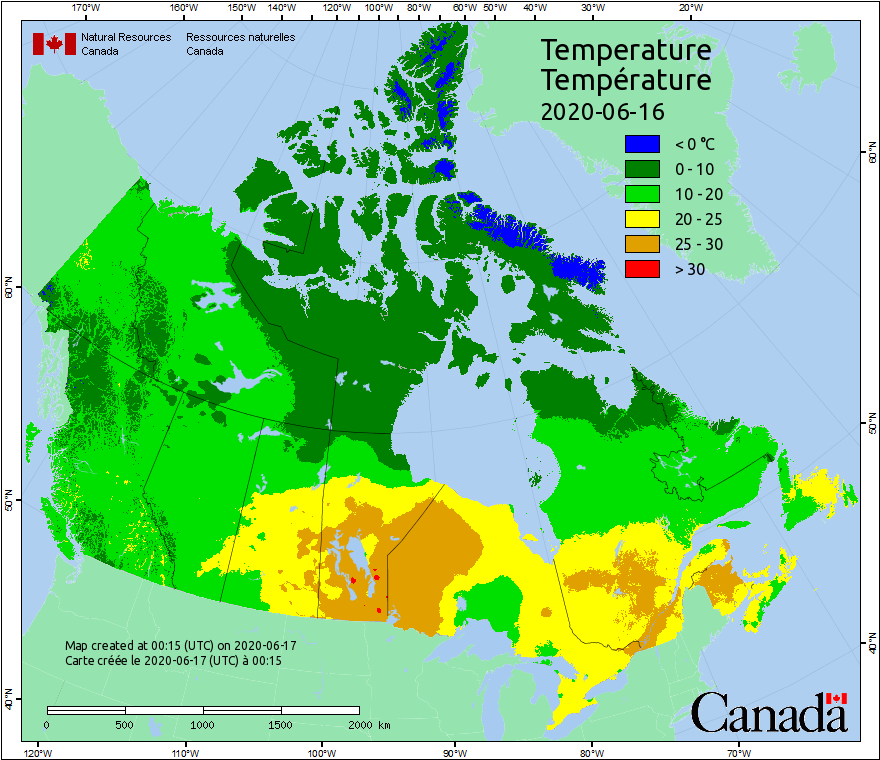 170°W 160°W 150°W 140°W 120°W 100°W 80°W 60°W 50°W 40°W 30°W 20°W
Natural Resources Ressources naturelles
Canada Canada
Temperature
Température
2020-06-16
< 0 °C
0 - 10
10 - 20
20 - 25
25 - 30
> 30
60°N
60°N
50°N
50°N
40°N
40°N
Map created at 00:15 (UTC) on 2020-06-17
Carte créée le 2020-06-17 (UTC) à 00:15
0 500 1000 1500 2000 km
Canada
120°W 110°W 100°W 90°W 80°W 70°W